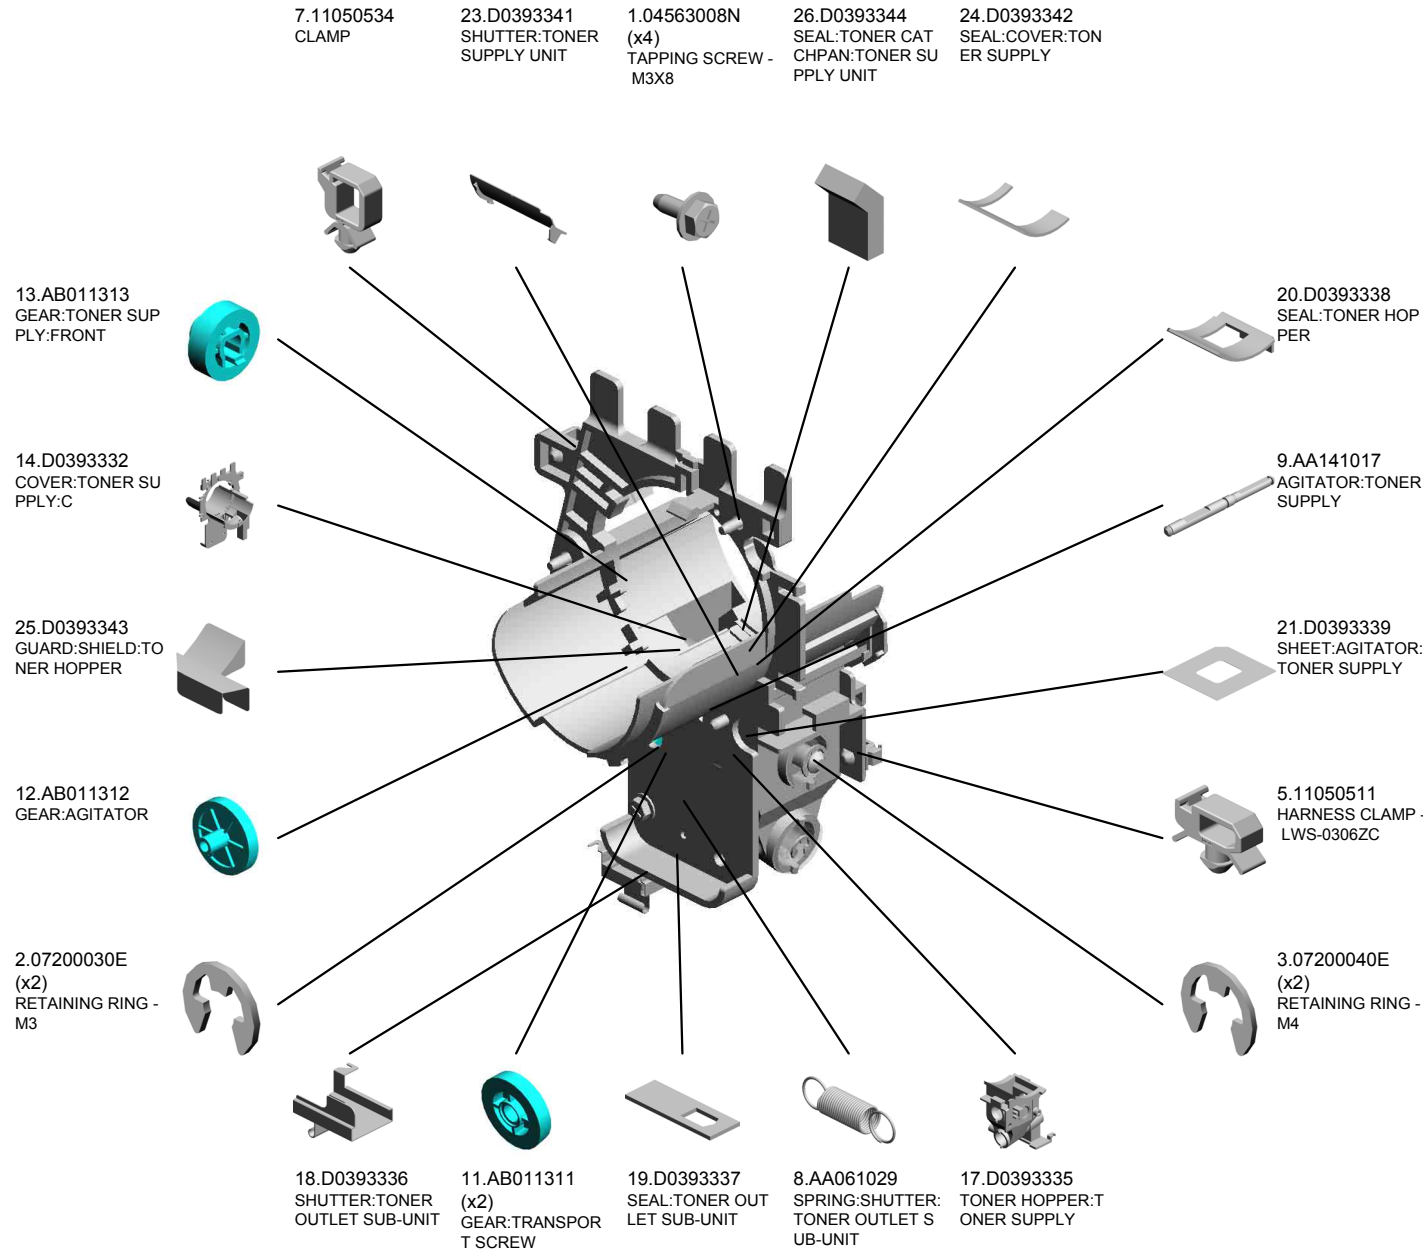 7.11050534
CLAMP
23.D0393341
SHUTTER:TONER
SUPPLY UNIT
1.04563008N
(x4)
TAPPING SCREW -
M3X8
26.D0393344
SEAL:TONER CAT
CHPAN:TONER SU
PPLY UNIT
24.D0393342
SEAL:COVER:TON
ER SUPPLY
13.AB011313
GEAR:TONER SUP
PLY:FRONT
20.D0393338
SEAL:TONER HOP
PER
14.D0393332
COVER:TONER SU
PPLY:C
9.AA141017
AGITATOR:TONER
SUPPLY
25.D0393343
GUARD:SHIELD:TO
NER HOPPER
21.D0393339
SHEET:AGITATOR:
TONER SUPPLY
12.AB011312
GEAR:AGITATOR
5.11050511
HARNESS CLAMP -
LWS-0306ZC
2.07200030E
(x2)
RETAINING RING -
M3
3.07200040E
(x2)
RETAINING RING -
M4
18.D0393336
SHUTTER:TONER
OUTLET SUB-UNIT
11.AB011311
(x2)
GEAR:TRANSPOR
T SCREW
19.D0393337
SEAL:TONER OUT
LET SUB-UNIT
8.AA061029
SPRING:SHUTTER:
TONER OUTLET S
UB-UNIT
17.D0393335
TONER HOPPER:T
ONER SUPPLY